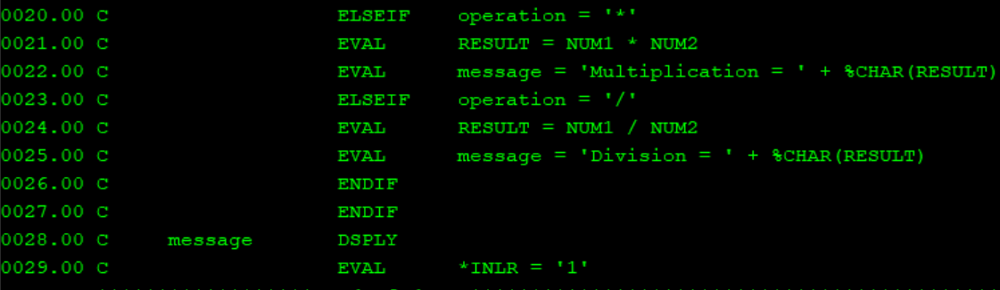 0020.00 C                   ELSEIF    operation = '*'
0021.00 C                   EVAL      RESULT = NUM1 * NUM2
0022.00 C                   EVAL      message = 'Multiplication = ' + %CHAR(RESULT)
0023.00 C                   ELSEIF    operation = '/'
0024.00 C                   EVAL      RESULT = NUM1 / NUM2
0025.00 C                   EVAL      message = 'Division = ' + %CHAR(RESULT)
0026.00 C                   ENDIF
0027.00 C                   ENDIF
0028.00 C     message       DSPLY
0029.00 C                   EVAL      *INLR = '1'